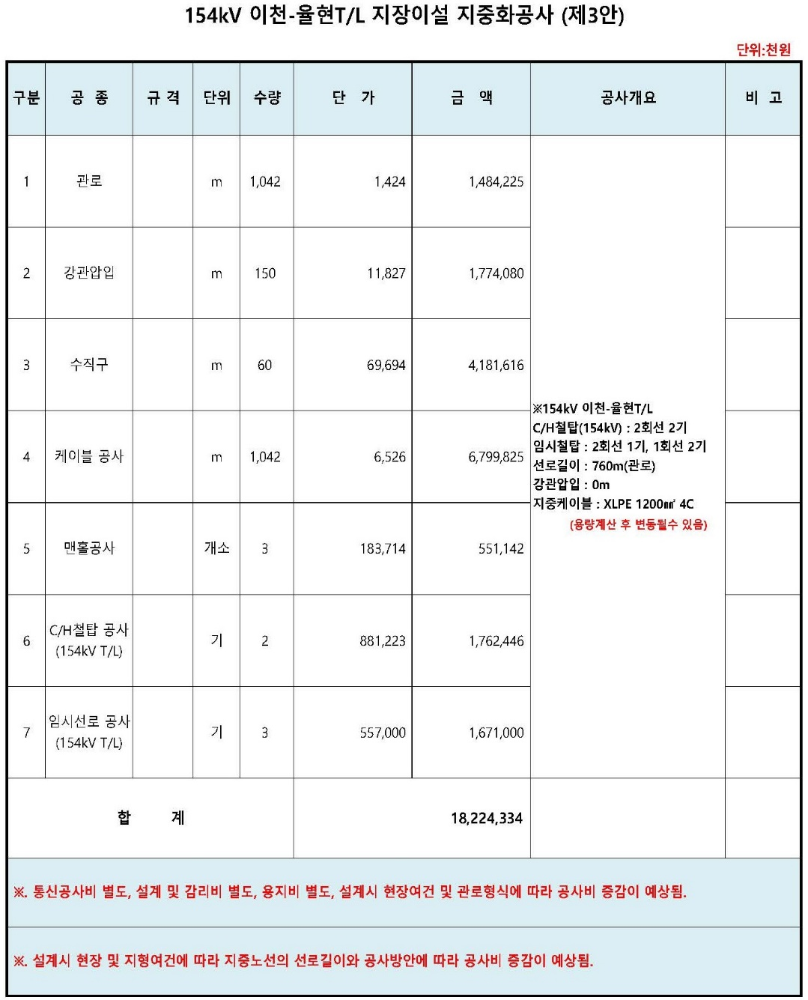 154kV 이천-율현T/L 지장이설 지중화공사 (제3안)
단위:천원
구분 공 종 규 격 단위 수량 단 가 금 액 공사개요 비 고
1 관로 m 1,042 1,424 1,484,225
2 강관압입 m 150 11,827 1,774,080
3 수직구 m 60 69,694 4,181,616
4 케이블 공사 m 1,042 6,526 6,799,825
5 맨홀공사 개소 3 183,714 551,142
6 C/H철탑 공사
(154kV T/L) 기 2 881,223 1,762,446
7 임시선로 공사
(154kV T/L) 기 3 557,000 1,671,000
※154kV 이천-율현T/L
C/H철탑(154kV) : 2회선 2기
임시철탑 : 2회선 1기, 1회선 2기
선로길이 : 760m(관로)
강관압입 : 0m
지중케이블 : XLPE 1200㎟ 4C
(용량계산 후 변동될수 있음)
합 계 18,224,334
※. 통신공사비 별도, 설계 및 감리비 별도, 용지비 별도, 설계시 현장여건 및 관로형식에 따라 공사비 증감이 예상됨.
※. 설계시 현장 및 지형여건에 따라 지중노선의 선로길이와 공사방안에 따라 공사비 증감이 예상됨.